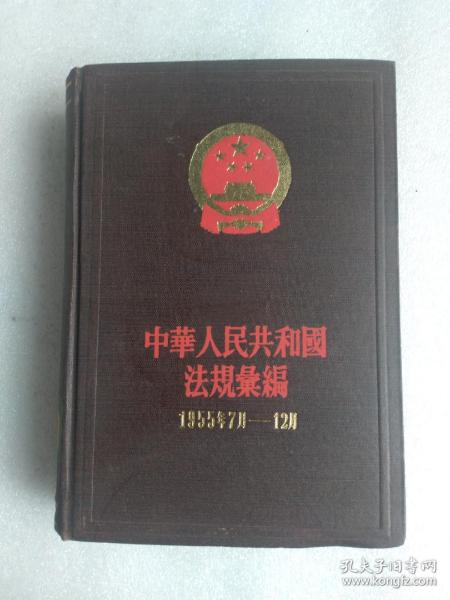 中華人民共和國
法規彙編
1955年7月——12月
孔夫子旧书网
www.kongfz.com